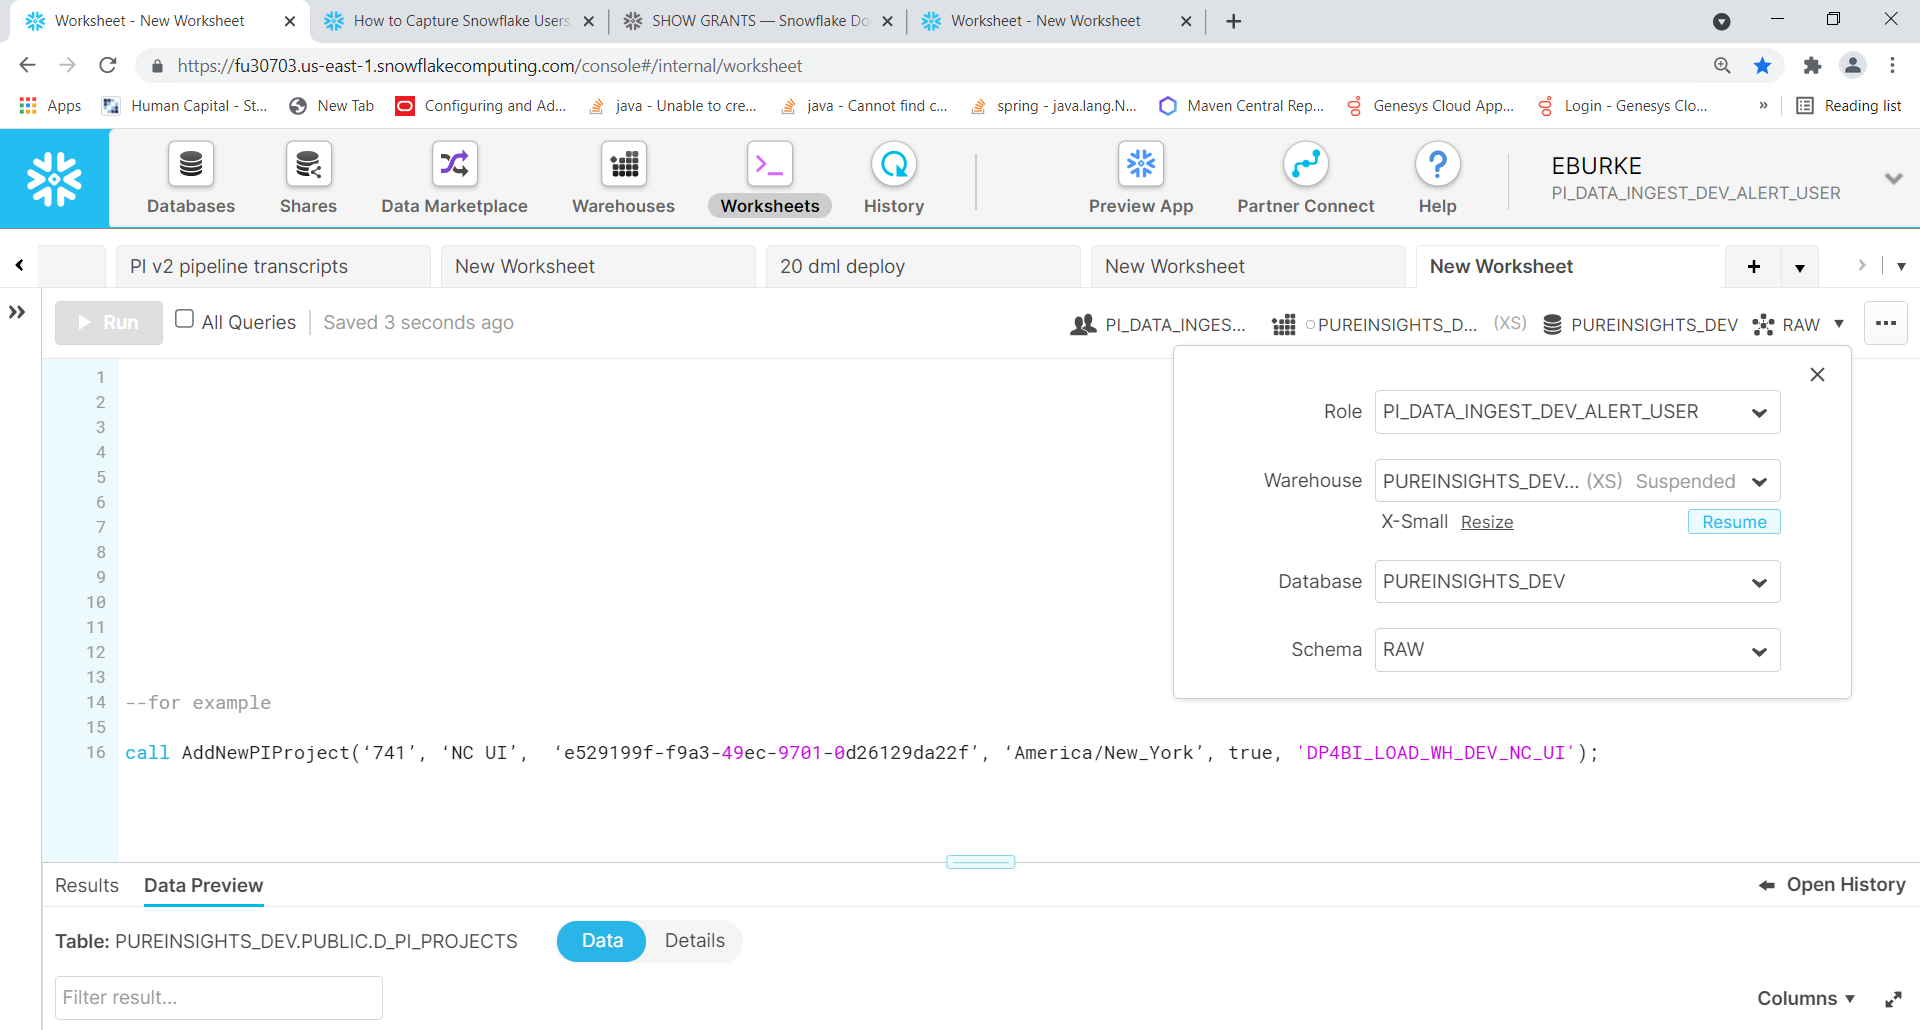 Worksheet - New Worksheet
How to Capture Snowflake Users
SHOW GRANTS — Snowflake Do
Worksheet - New Worksheet
https://fu30703.us-east-1.snowflakecomputing.com/console#/internal/worksheet
Apps
Human Capital - St...
New Tab
Configuring and Ad...
java - Unable to cre...
java - Cannot find c...
spring - java.lang.N...
Maven Central Rep...
Genesys Cloud App...
Login - Genesys Clo...
»
Reading list
Databases
Shares
Data Marketplace
Warehouses
Worksheets
History
Preview App
Partner Connect
Help
EBURKE
PI_DATA_INGEST_DEV_ALERT_USER
PI v2 pipeline transcripts
New Worksheet
20 dml deploy
New Worksheet
New Worksheet
Run
All Queries
Saved 3 seconds ago
PI_DATA_INGES...
PUREINSIGHTS_D...
(XS)
PUREINSIGHTS_DEV
RAW
Role
PI_DATA_INGEST_DEV_ALERT_USER
Warehouse
PUREINSIGHTS_DEV... (XS) Suspended
X-Small Resize
Resume
Database
PUREINSIGHTS_DEV
Schema
RAW
1
2
3
4
5
6
7
8
9
10
11
12
13
14 --for example
15
16 call AddNewPIProject(‘741’, ‘NC UI’,  ‘e529199f-f9a3-49ec-9701-0d26129da22f’, ‘America/New_York’, true, 'DP4BI_LOAD_WH_DEV_NC_UI');
Results
Data Preview
Open History
Table: PUREINSIGHTS_DEV.PUBLIC.D_PI_PROJECTS
Data
Details
Filter result...
Columns